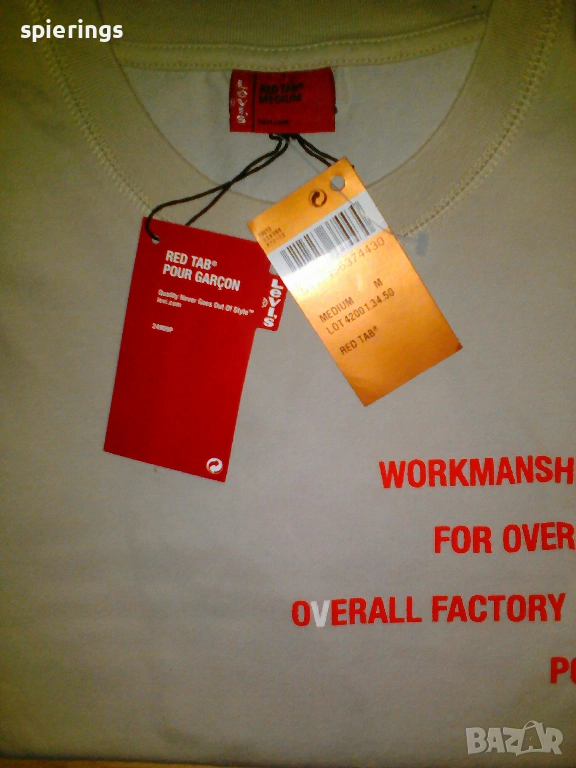 spierings
Levi's
RED TAB®
MEDIUM
RED TAB®
POUR GARÇON
Quality Never Goes Out Of Style™
levi.com
Levi's
MEDIUM M
LOT 42001.34.50
RED TAB®
WORKMANSH
FOR OVER
OVERALL FACTORY
PO
BAZAR